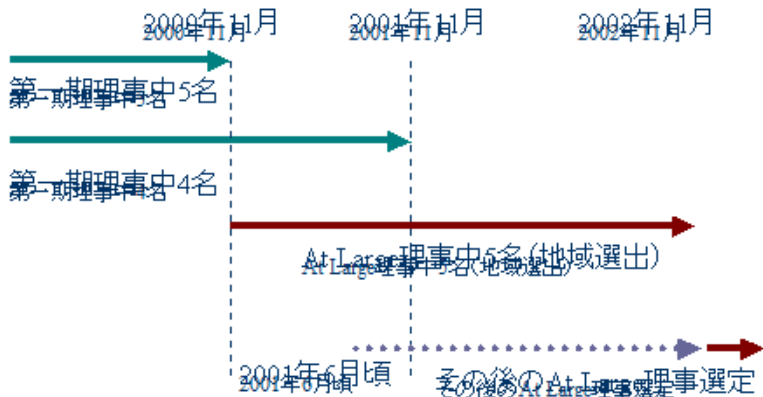 2000年11月 2001年11月 2002年11月
第一期理事中5名
第一期理事中4名
At Large理事中5名(地域選出)
2001年6月頃 その後のAt Large理事選定